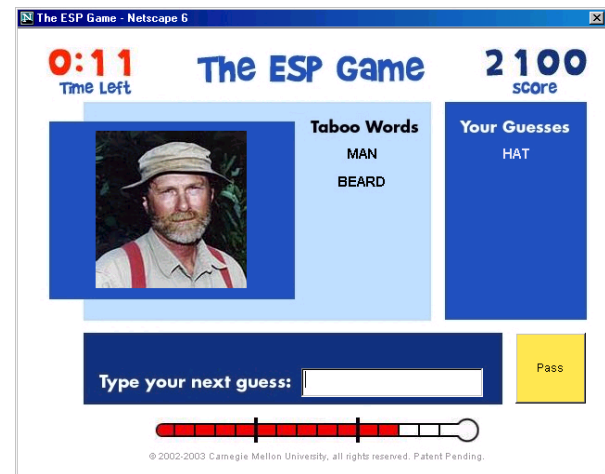 The ESP Game - Netscape 6
0:11
Time Left
The ESP Game
2100
score
Taboo Words
MAN
BEARD
Your Guesses
HAT
Type your next guess:
Pass
© 2002-2003 Carnegie Mellon University, all rights reserved. Patent Pending.